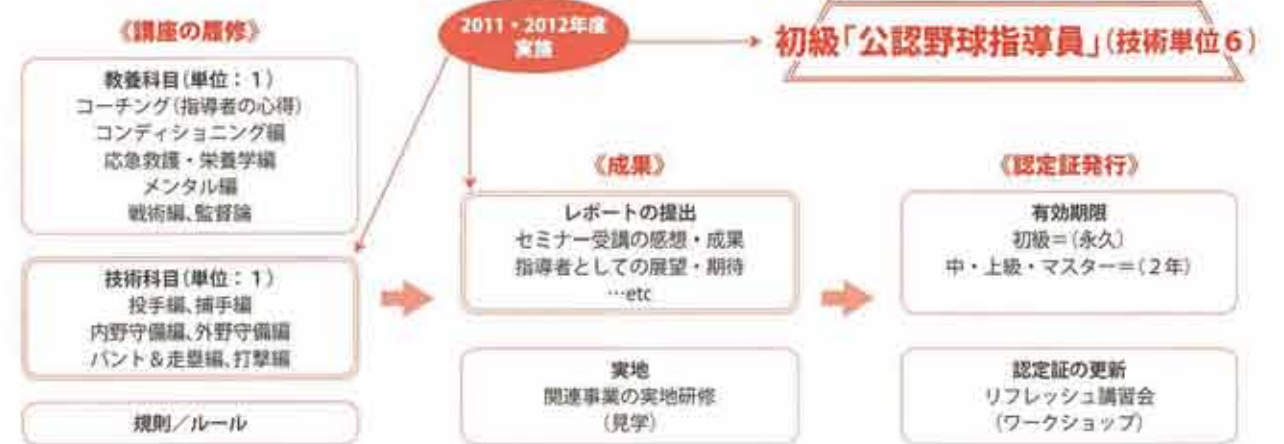 《講座の履修》
教養科目(単位：1)
コーチング(指導者の心得)
コンディショニング編
応急救護・栄養学編
メンタル編
戦術編、監督論
技術科目(単位：1)
投手編、捕手編
内野守備編、外野守備編
バント＆走塁編、打撃編
規則／ルール
2011・2012年度
実施
初級「公認野球指導員」(技術単位6)
《成果》
レポートの提出
セミナー受講の感想・成果
指導者としての展望・期待
…etc
実地
関連事業の実地研修
(見学)
《認定証発行》
有効期限
初級＝(永久)
中・上級・マスター＝(2年)
認定証の更新
リフレッシュ講習会
(ワークショップ)